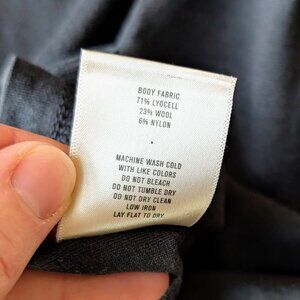 BODY FABRIC
71% LYOCELL
23% WOOL
6% NYLON
MACHINE WASH COLD
WITH LIKE COLORS
DO NOT BLEACH
DO NOT TUMBLE DRY
DO NOT DRY CLEAN
LOW IRON
LAY FLAT TO DRY